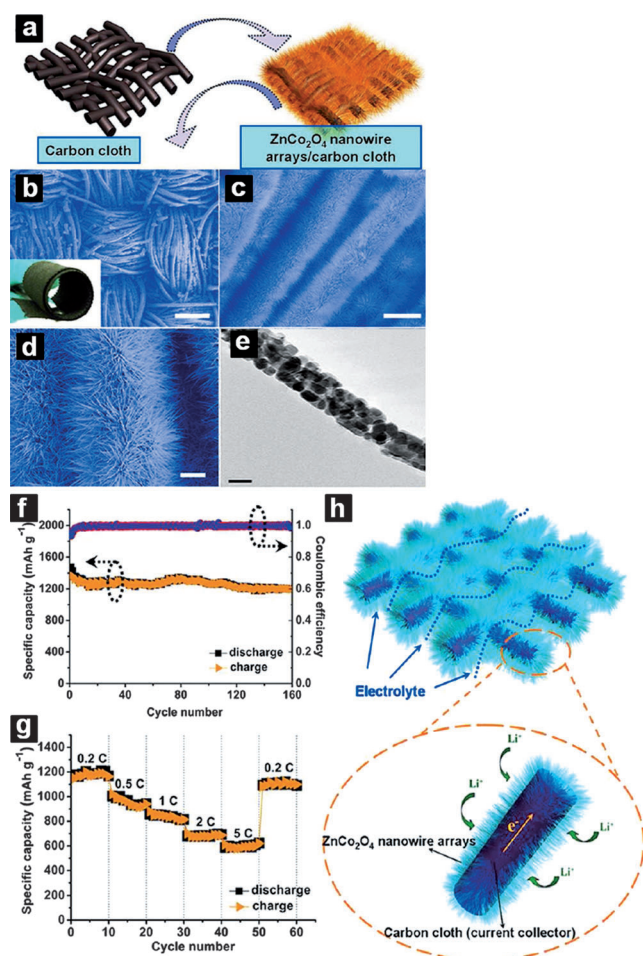 a
Carbon cloth
ZnCo₂O₄ nanowire
arrays/carbon cloth
b
c
d
e
f
Specific capacity (mAh g⁻¹)
2000
1600
1200
800
400
0
1.0
0.8
0.6
0.4
0.2
0.0
Coulombic efficiency
discharge
charge
0 40 80 120 160
Cycle number
g
Specific capacity (mAh g⁻¹)
1400
1200
1000
800
600
400
200
0
0.2 C
0.5 C
1 C
2 C
5 C
0.2 C
discharge
charge
0 10 20 30 40 50 60
Cycle number
h
Electrolyte
Li⁺
Li⁺
Li⁺
Li⁺
e⁻
ZnCo₂O₄ nanowire arrays
Carbon cloth (current collector)